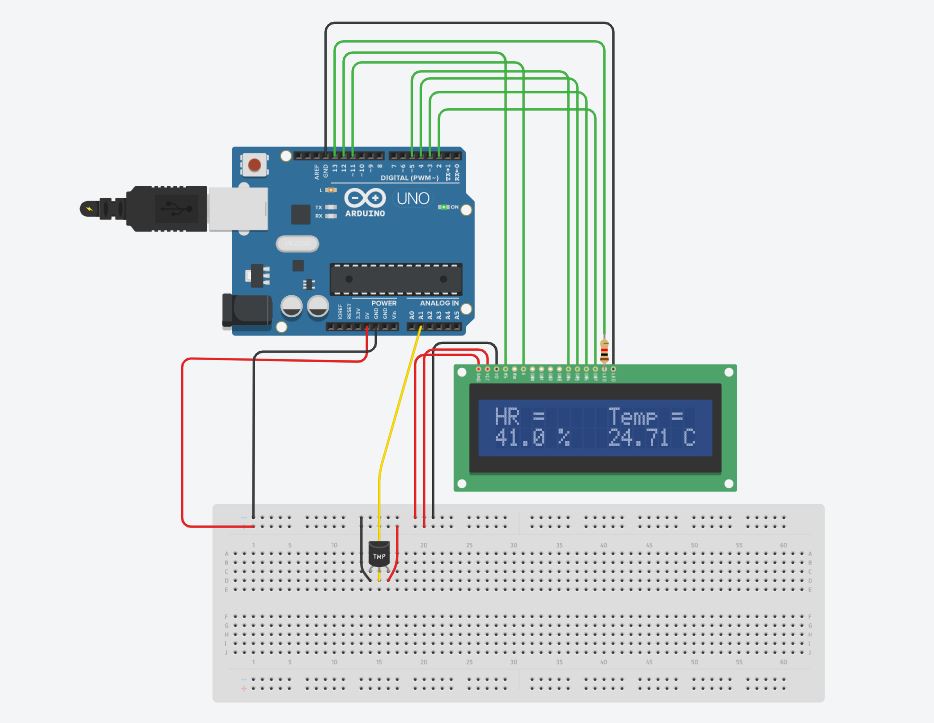 AREF
GND
13
12
~11
~10
~9
8
7
~6
~5
4
~3
2
TX→1
RX←0
DIGITAL (PWM~)
L
TX
RX
ARDUINO
UNO
ON
POWER
ANALOG IN
IOREF
RESET
3.3V
5V
GND
GND
Vin
A0
A1
A2
A3
A4
A5
HR =
Temp =
41.0 %
24.71 C
1
5
10
15
20
25
30
35
40
45
50
55
60
TMP
A
B
C
D
E
A
B
C
D
E
F
G
H
I
J
F
G
H
I
J
1
5
10
15
20
25
30
35
40
45
50
55
60